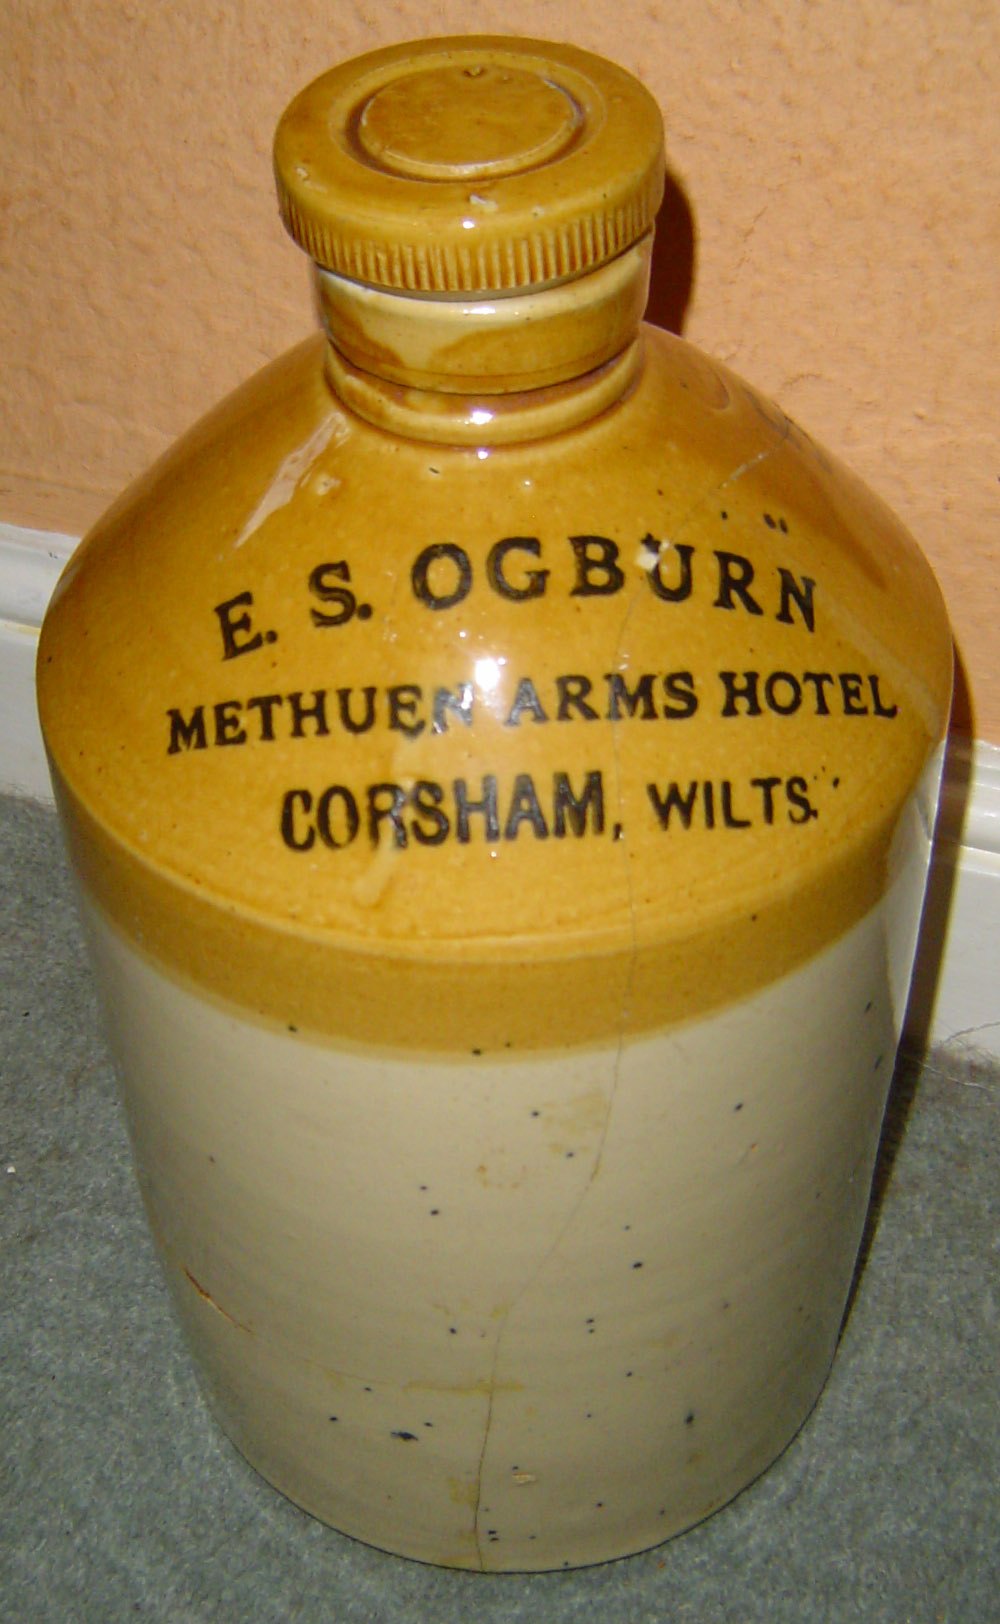 E. S. OGBURN
METHUEN ARMS HOTEL
CORSHAM, WILTS.